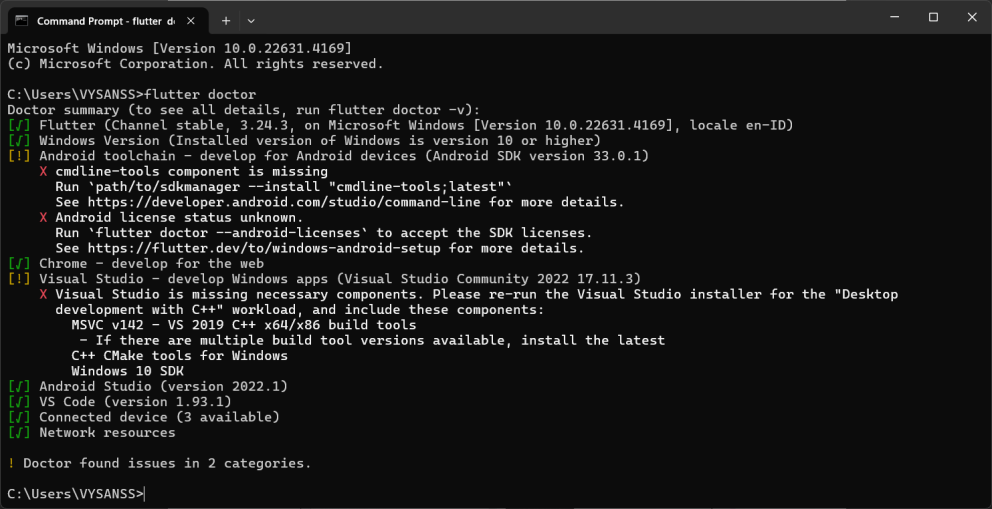 Command Prompt - flutter do
Microsoft Windows [Version 10.0.22631.4169]
(c) Microsoft Corporation. All rights reserved.
C:\Users\VYSANSS>flutter doctor
Doctor summary (to see all details, run flutter doctor -v):
[√] Flutter (Channel stable, 3.24.3, on Microsoft Windows [Version 10.0.22631.4169], locale en-ID)
[√] Windows Version (Installed version of Windows is version 10 or higher)
[!] Android toolchain - develop for Android devices (Android SDK version 33.0.1)
X cmdline-tools component is missing
Run `path/to/sdkmanager --install "cmdline-tools;latest"`
See https://developer.android.com/studio/command-line for more details.
X Android license status unknown.
Run `flutter doctor --android-licenses` to accept the SDK licenses.
See https://flutter.dev/to/windows-android-setup for more details.
[√] Chrome - develop for the web
[!] Visual Studio - develop Windows apps (Visual Studio Community 2022 17.11.3)
X Visual Studio is missing necessary components. Please re-run the Visual Studio installer for the "Desktop
development with C++" workload, and include these components:
MSVC v142 - VS 2019 C++ x64/x86 build tools
- If there are multiple build tool versions available, install the latest
C++ CMake tools for Windows
Windows 10 SDK
[√] Android Studio (version 2022.1)
[√] VS Code (version 1.93.1)
[√] Connected device (3 available)
[√] Network resources
! Doctor found issues in 2 categories.
C:\Users\VYSANSS>